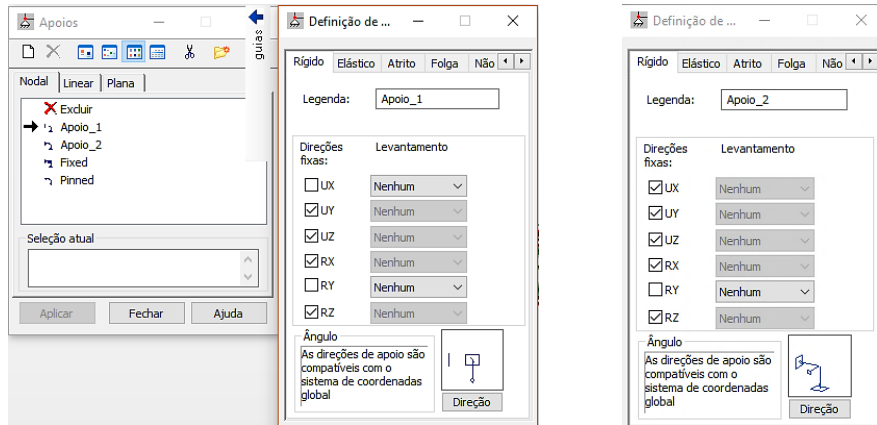 Apoios
guias
Nodal
Linear
Plana
Excluir
Apoio_1
Apoio_2
Fixed
Pinned
Seleção atual
Aplicar
Fechar
Ajuda
Definição de ...
Rígido
Elástico
Atrito
Folga
Não
Legenda:
Apoio_1
Direções
fixas:
Levantamento
UX
Nenhum
UY
Nenhum
UZ
Nenhum
RX
Nenhum
RY
Nenhum
RZ
Nenhum
Ângulo
As direções de apoio são
compatíveis com o
sistema de coordenadas
global
Direção
Definição de ...
Rígido
Elástico
Atrito
Folga
Não
Legenda:
Apoio_2
Direções
fixas:
Levantamento
UX
Nenhum
UY
Nenhum
UZ
Nenhum
RX
Nenhum
RY
Nenhum
RZ
Nenhum
Ângulo
As direções de apoio são
compatíveis com o
sistema de coordenadas
global
Direção